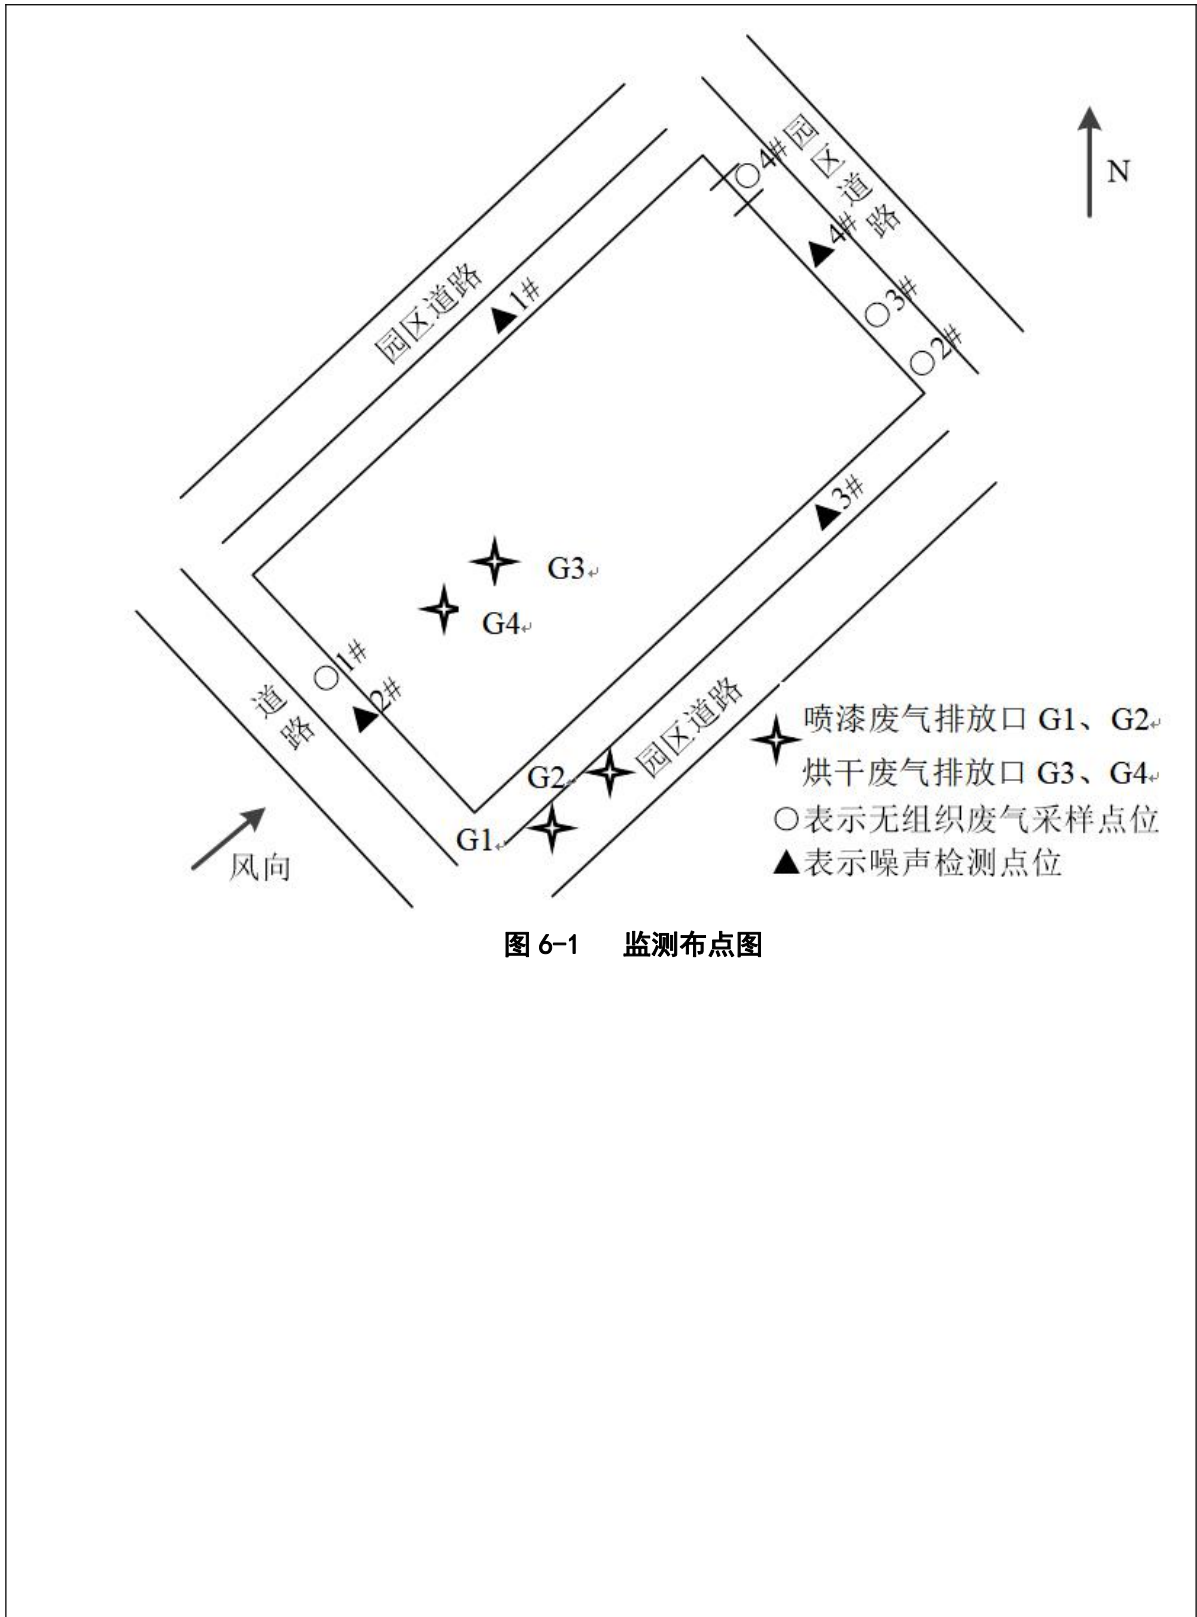 4#
园区道路
N
4#
园区道路
▲1#
3#
2#
▲3#
G3
G4
1#
▲2#
道路
园区道路
G2
G1
风向
喷漆废气排放口 G1、G2
烘干废气排放口 G3、G4
○表示无组织废气采样点位
▲表示噪声检测点位
图 6-1 监测布点图